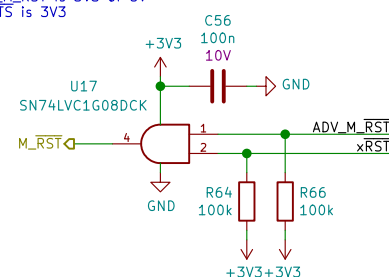 TS is 3V3
C56
100n
10V
+3V3
GND
U17
SN74LVC1G08DCK
M_RST
4
1
2
ADV_M_RST
xRST
GND
R64
100k
R66
100k
+3V3
+3V3